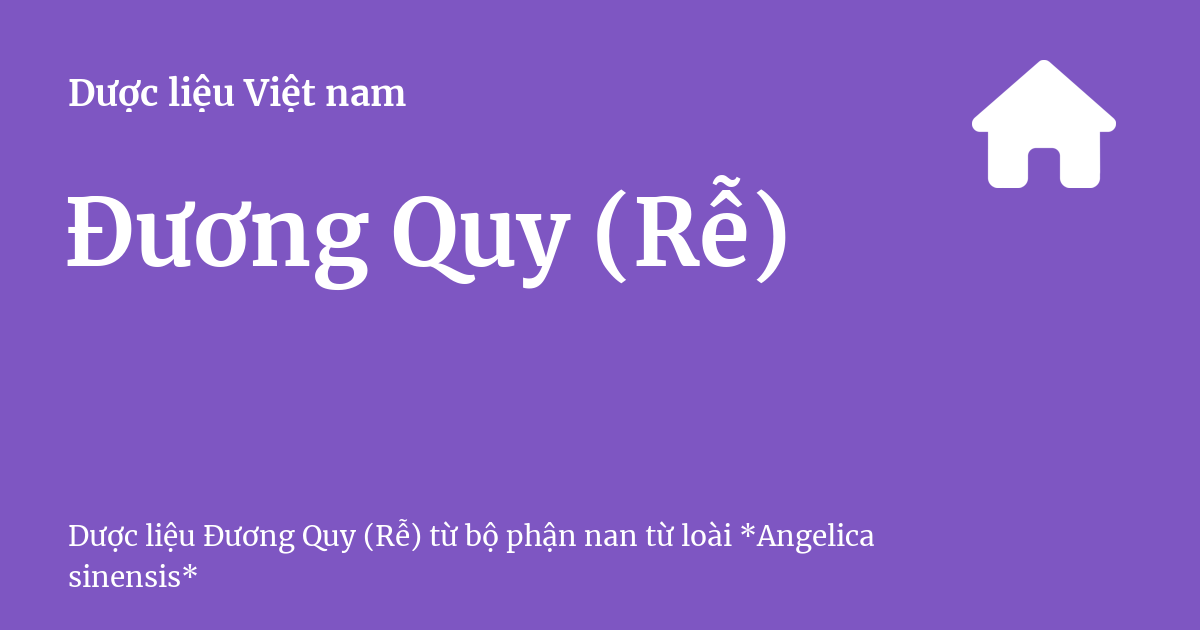 Dược liệu Việt nam
Đương Quy (Rễ)
Dược liệu Đương Quy (Rễ) từ bộ phận nan từ loài *Angelica
sinensis*